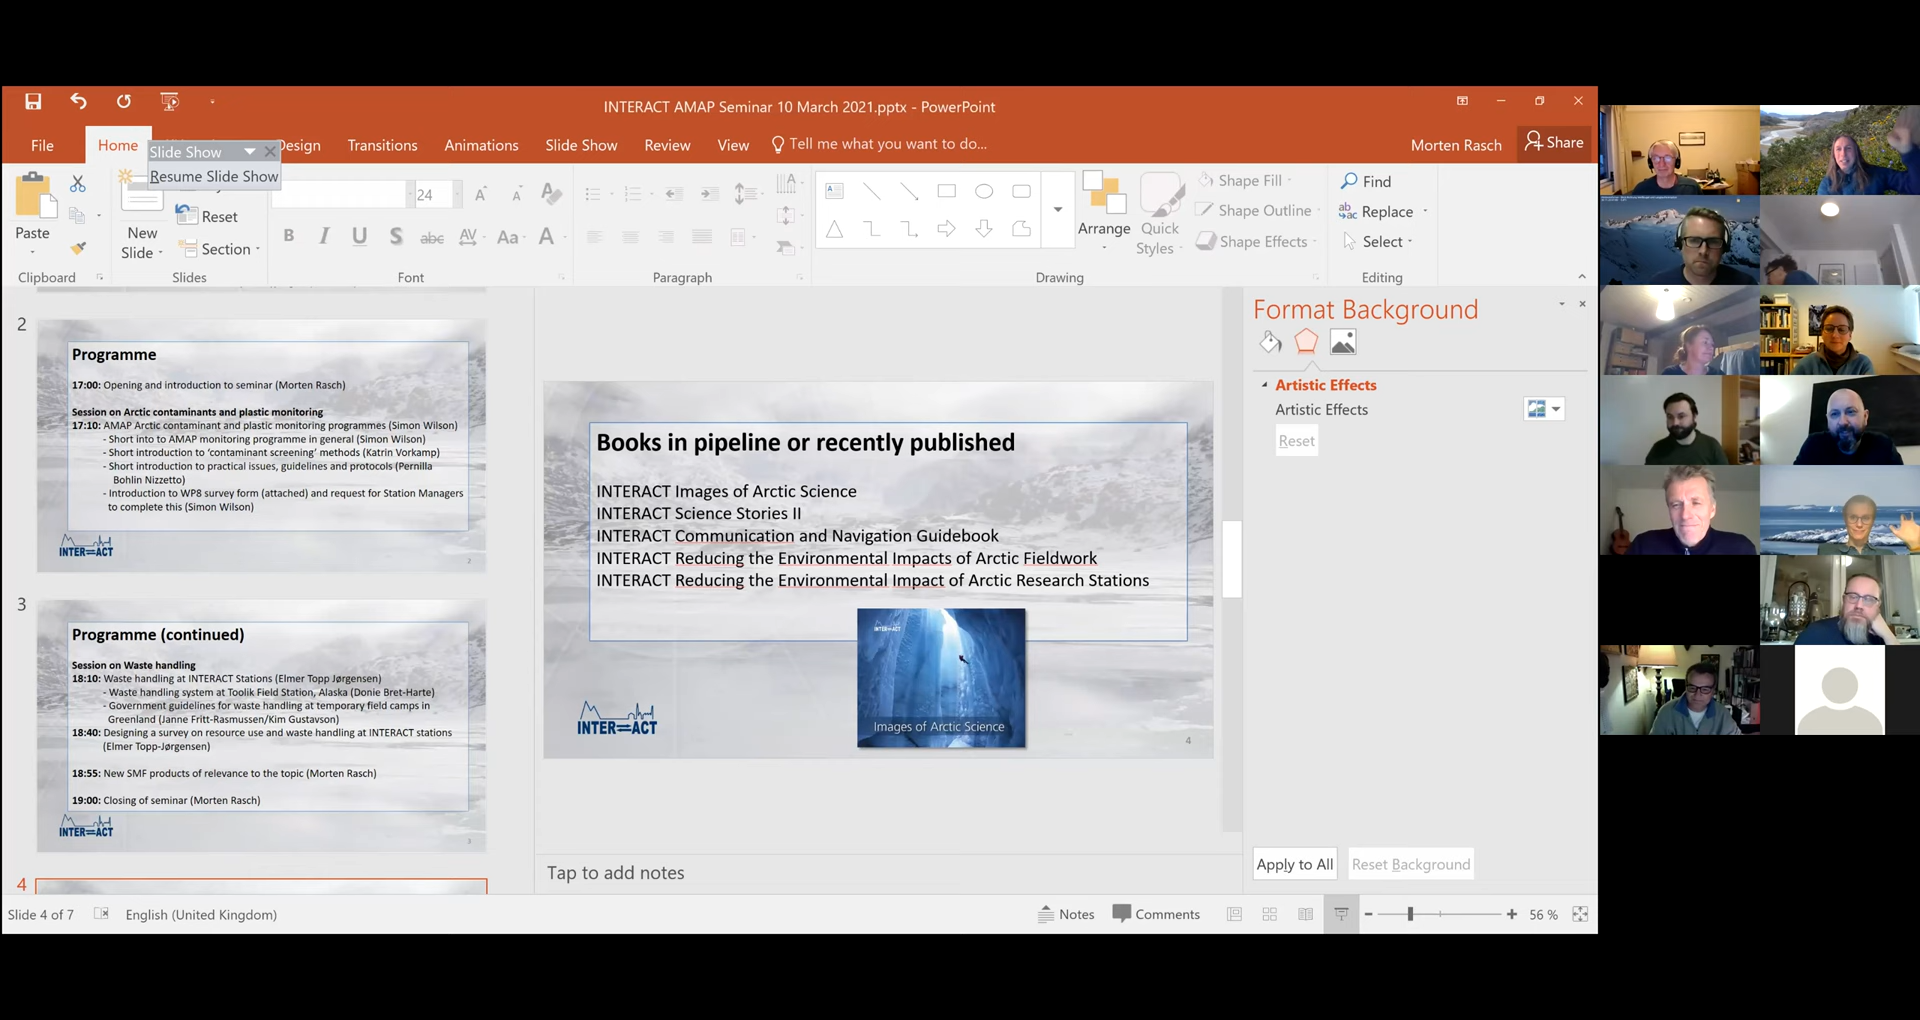 INTERACT AMAP Seminar 10 March 2021.pptx - PowerPoint
File
Home
Design
Transitions
Animations
Slide Show
Review
View
Tell me what you want to do...
Morten Rasch
Share
Slide Show
Resume Slide Show
Paste
New
Slide
Reset
Section
24
B I U S abc AV Aa A
Shape Fill
Shape Outline
Shape Effects
Arrange
Quick
Styles
Find
Replace
Select
Clipboard
Slides
Font
Paragraph
Drawing
Editing
2
Programme
17:00: Opening and introduction to seminar (Morten Rasch)
Session on Arctic contaminants and plastic monitoring
17:10: AMAP Arctic contaminant and plastic monitoring programmes (Simon Wilson)
- Short into to AMAP monitoring programme in general (Simon Wilson)
- Short introduction to ‘contaminant screening’ methods (Katrin Vorkamp)
- Short introduction to practical issues, guidelines and protocols (Pernilla
Bohlin Nizzetto)
- Introduction to WP8 survey form (attached) and request for Station Managers
to complete this (Simon Wilson)
INTERACT
2
3
Programme (continued)
Session on Waste handling
18:10: Waste handling at INTERACT Stations (Elmer Topp Jørgensen)
- Waste handling system at Toolik Field Station, Alaska (Donie Bret-Harte)
- Government guidelines for waste handling at temporary field camps in
Greenland (Janne Fritt-Rasmussen/Kim Gustavson)
18:40: Designing a survey on resource use and waste handling at INTERACT stations
(Elmer Topp-Jørgensen)
18:55: New SMF products of relevance to the topic (Morten Rasch)
19:00: Closing of seminar (Morten Rasch)
INTERACT
3
4
Books in pipeline or recently published
INTERACT Images of Arctic Science
INTERACT Science Stories II
INTERACT Communication and Navigation Guidebook
INTERACT Reducing the Environmental Impacts of Arctic Fieldwork
INTERACT Reducing the Environmental Impact of Arctic Research Stations
INTERACT
Images of Arctic Science
INTERACT
4
Format Background
Artistic Effects
Artistic Effects
Reset
Apply to All
Reset Background
Tap to add notes
Slide 4 of 7
English (United Kingdom)
Notes
Comments
56 %